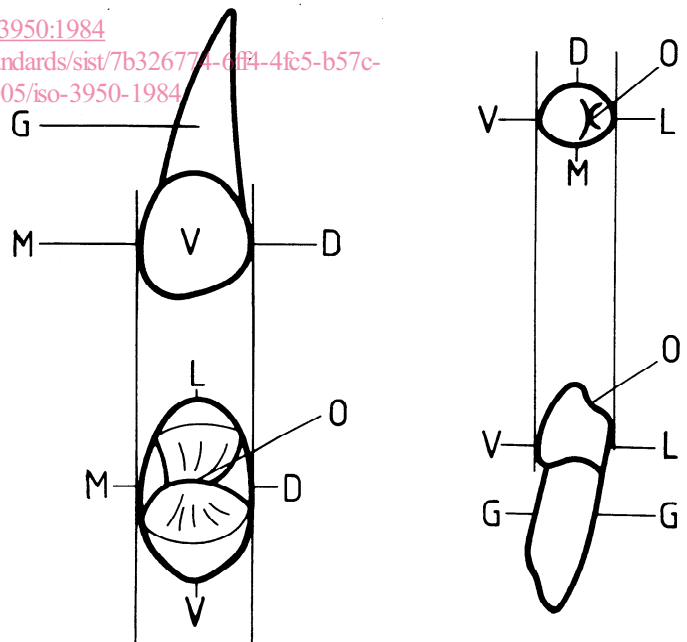 3950:1984
ndards/sist/7b326774-6ff4-4fc5-b57c-
05/iso-3950-1984
G
M V D
L
O
M D
V
D
O
V L
M
O
V L
G G